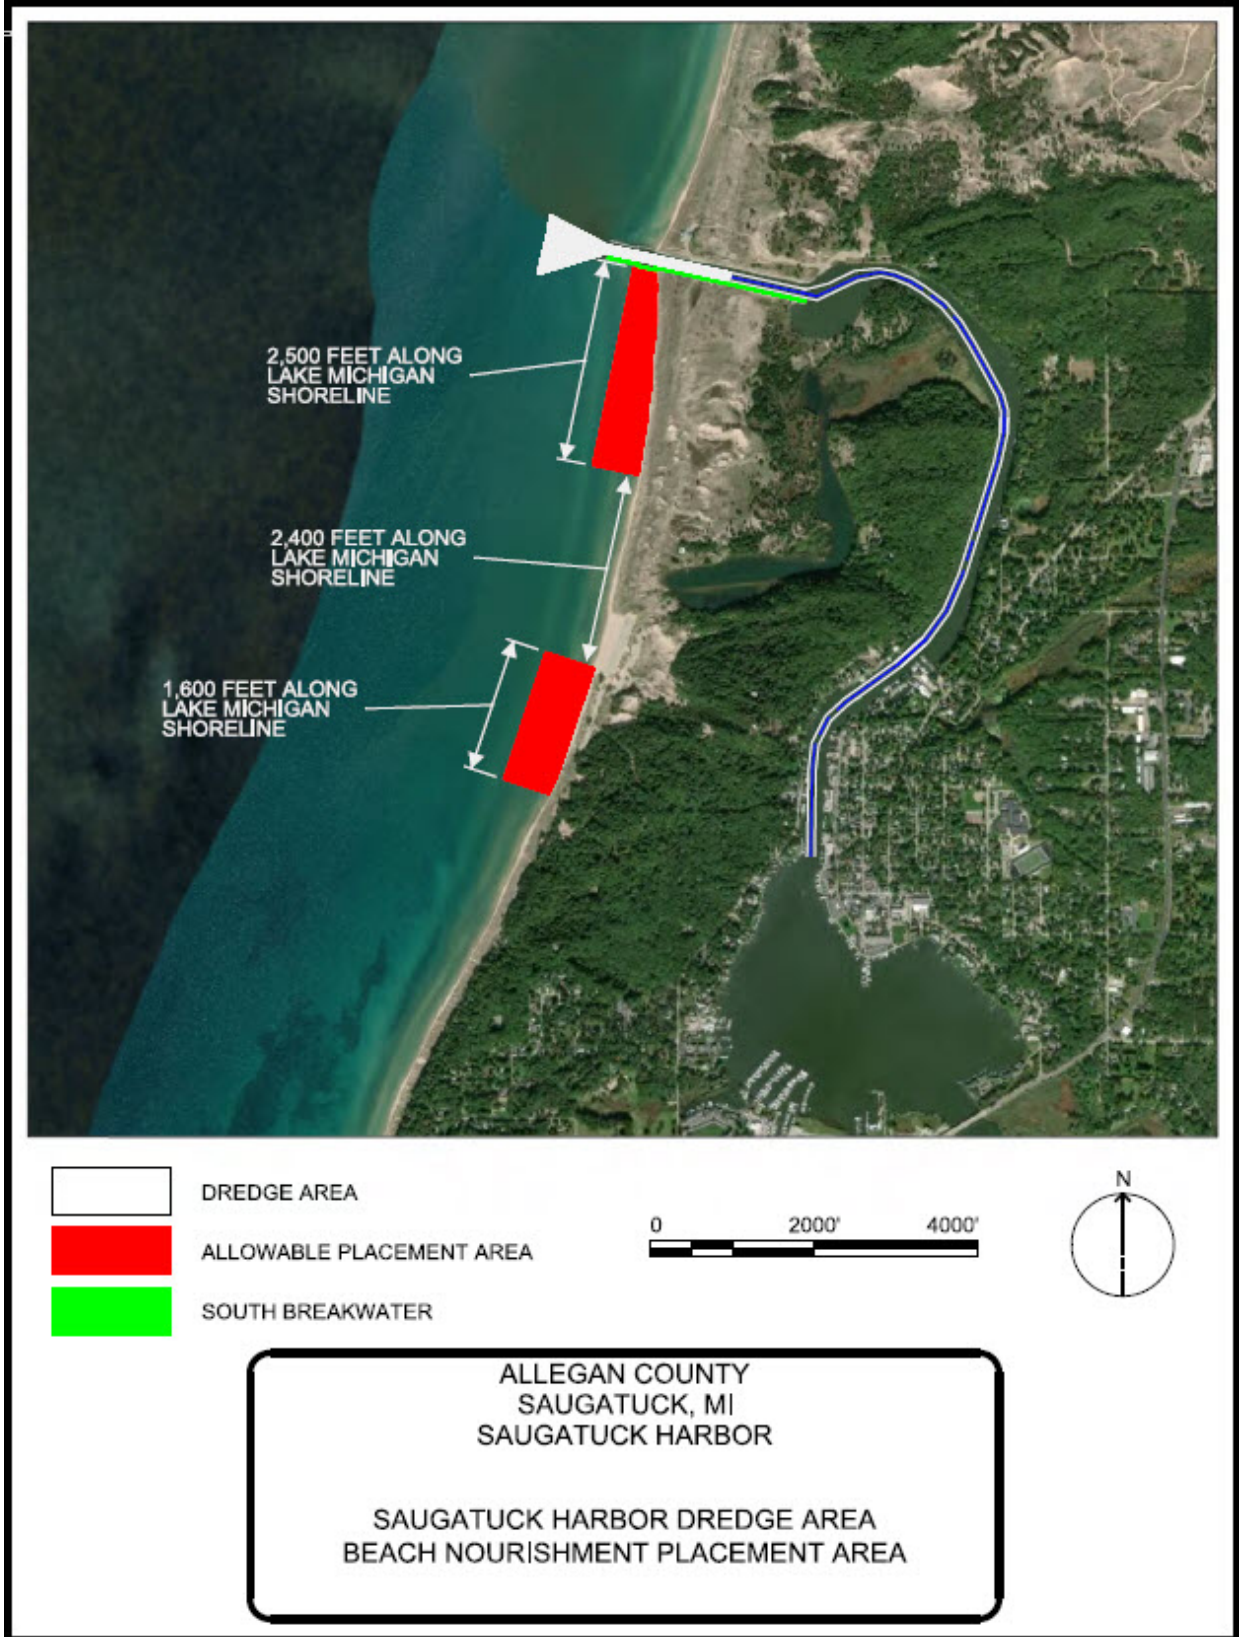 2,500 FEET ALONG
LAKE MICHIGAN
SHORELINE
2,400 FEET ALONG
LAKE MICHIGAN
SHORELINE
1,600 FEET ALONG
LAKE MICHIGAN
SHORELINE
DREDGE AREA
ALLOWABLE PLACEMENT AREA
SOUTH BREAKWATER
0 2000' 4000'
N
ALLEGAN COUNTY
SAUGATUCK, MI
SAUGATUCK HARBOR
SAUGATUCK HARBOR DREDGE AREA
BEACH NOURISHMENT PLACEMENT AREA